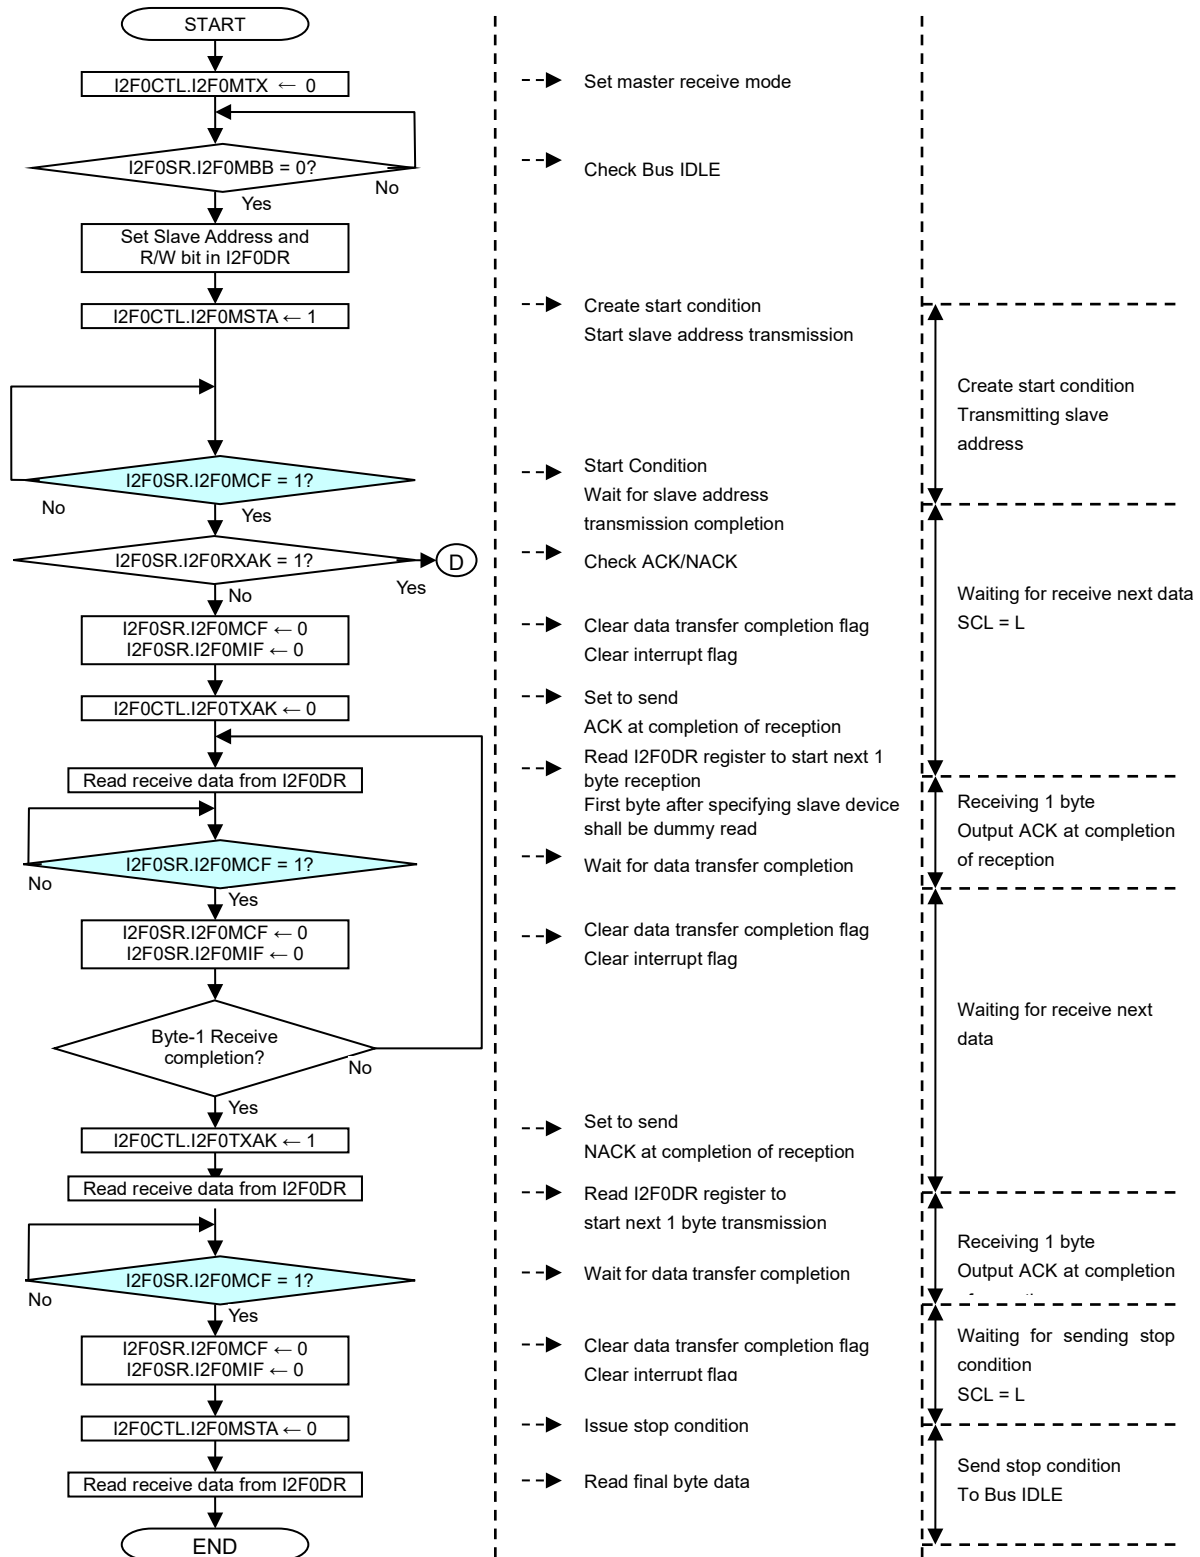 START
I2F0CTL.I2F0MTX ← 0
Set master receive mode
I2F0SR.I2F0MBB = 0?
No
Yes
Check Bus IDLE
Set Slave Address and
R/W bit in I2F0DR
I2F0CTL.I2F0MSTA ← 1
Create start condition
Start slave address transmission
Create start condition
Transmitting slave
address
I2F0SR.I2F0MCF = 1?
No
Yes
Start Condition
Wait for slave address
transmission completion
I2F0SR.I2F0RXAK = 1?
D
Yes
No
Check ACK/NACK
Waiting for receive next data
SCL = L
I2F0SR.I2F0MCF ← 0
I2F0SR.I2F0MIF ← 0
Clear data transfer completion flag
Clear interrupt flag
I2F0CTL.I2F0TXAK ← 0
Set to send
ACK at completion of reception
Read receive data from I2F0DR
Read I2F0DR register to start next 1
byte reception
First byte after specifying slave device
shall be dummy read
Receiving 1 byte
Output ACK at completion
of reception
I2F0SR.I2F0MCF = 1?
No
Yes
Wait for data transfer completion
I2F0SR.I2F0MCF ← 0
I2F0SR.I2F0MIF ← 0
Clear data transfer completion flag
Clear interrupt flag
Waiting for receive next
data
Byte-1 Receive
completion?
No
Yes
I2F0CTL.I2F0TXAK ← 1
Set to send
NACK at completion of reception
Read receive data from I2F0DR
Read I2F0DR register to
start next 1 byte transmission
Receiving 1 byte
Output ACK at completion
I2F0SR.I2F0MCF = 1?
No
Yes
Wait for data transfer completion
I2F0SR.I2F0MCF ← 0
I2F0SR.I2F0MIF ← 0
Clear data transfer completion flag
Clear interrupt flag
Waiting for sending stop
condition
SCL = L
I2F0CTL.I2F0MSTA ← 0
Issue stop condition
Read receive data from I2F0DR
Read final byte data
Send stop condition
To Bus IDLE
END